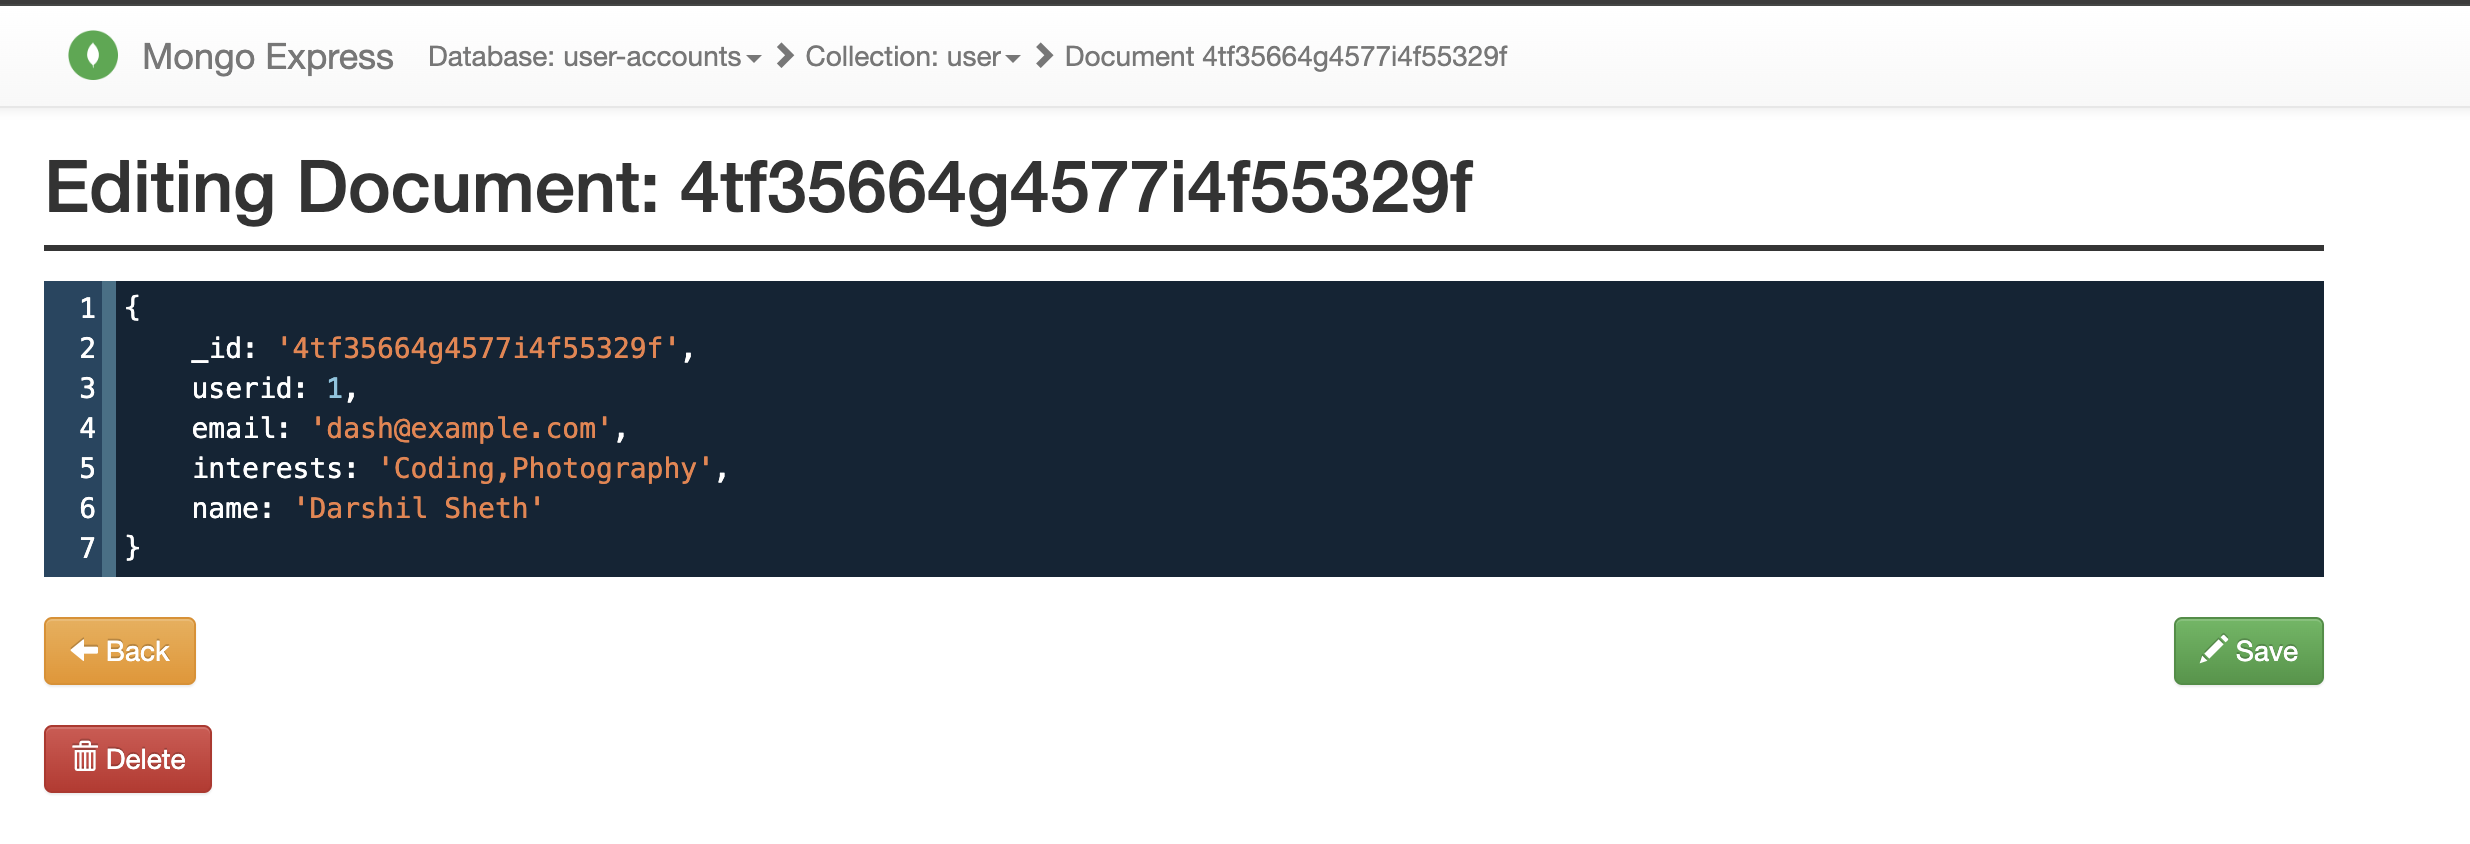 Mongo Express Database: user-accounts Collection: user Document 4tf35664g4577i4f55329f
Editing Document: 4tf35664g4577i4f55329f
1 {
2 _id: '4tf35664g4577i4f55329f',
3 userid: 1,
4 email: 'dash@example.com',
5 interests: 'Coding,Photography',
6 name: 'Darshil Sheth'
7 }
Back
Save
Delete